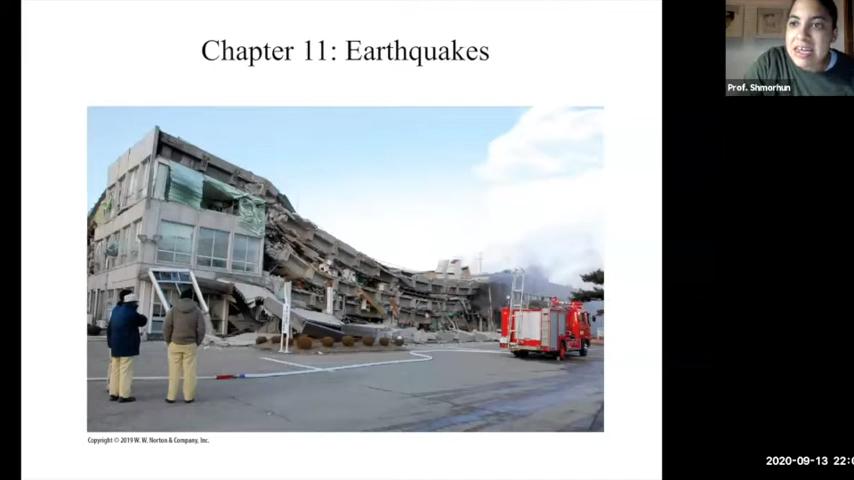 Chapter 11: Earthquakes
Prof. Shmorhun
Copyright © 2019 W. W. Norton & Company, Inc.
2020-09-13 22:0